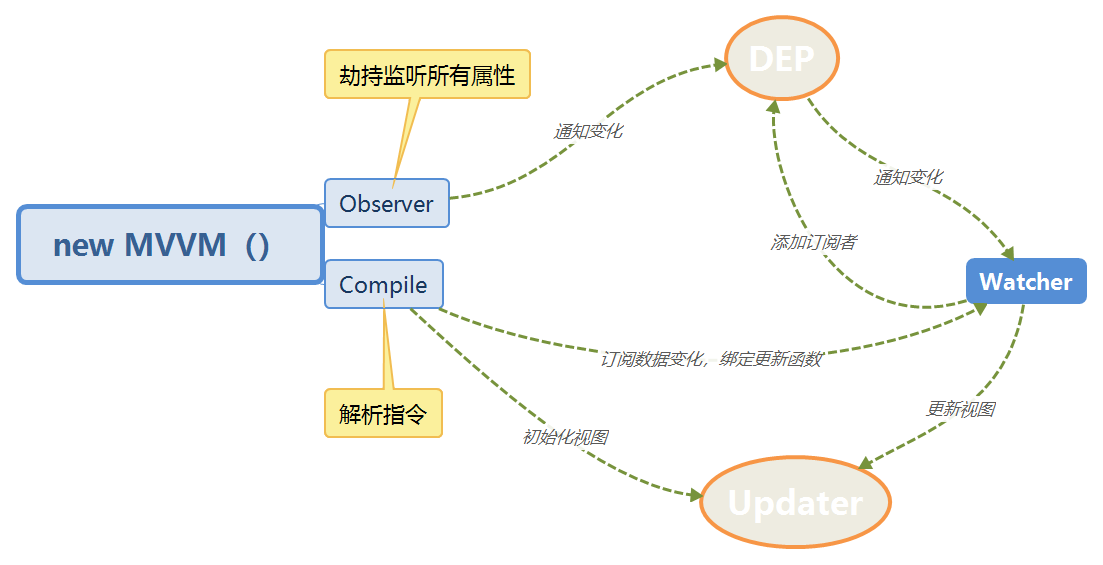 劫持监听所有属性
DEP
通知变化
通知变化
Observer
new MVVM（）
添加订阅者
Compile
Watcher
订阅数据变化，绑定更新函数
解析指令
更新视图
初始化视图
Updater